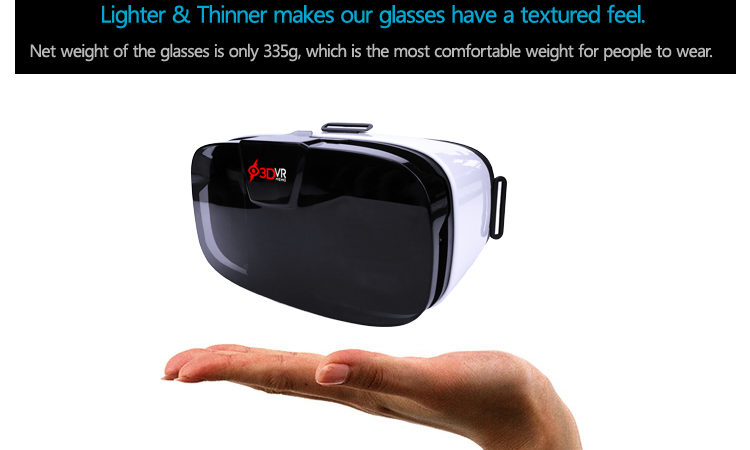 Lighter & Thinner makes our glasses have a textured feel.
Net weight of the glasses is only 335g, which is the most comfortable weight for people to wear.
3DVR